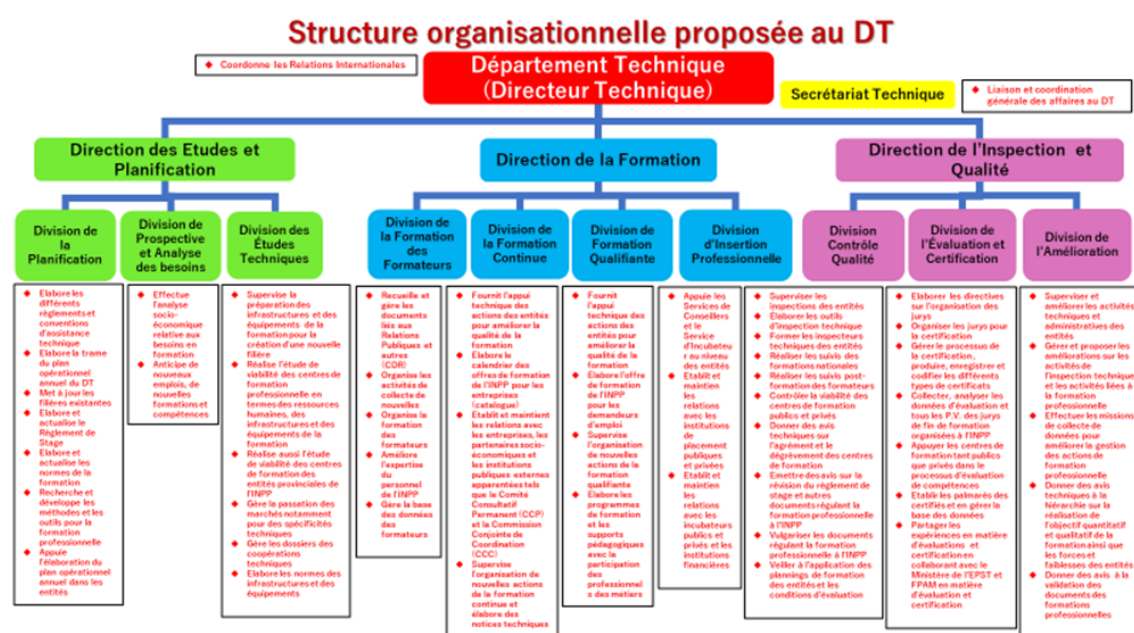 Structure organisationnelle proposée au DT
Coordonne les Relations Internationales
Département Technique
(Directeur Technique)
Secrétariat Technique
Liaison et coordination
générale des affaires au DT
Direction des Etudes et
Planification
Direction de la Formation
Direction de l'Inspection et
Qualité
Division de
la
Planification
Division de
Prospective
et Analyse
des besoins
Division des
Études
Techniques
Division de
la Formation
des
Formateurs
Division de
la Formation
Continue
Division de
Formation
Qualifiante
Division
d'Insertion
Professionnelle
Division
Contrôle
Qualité
Division de
l'Évaluation et
Certification
Division de
l'Amélioration
Elabore les
différents
règlements et
conventions
d'assistance
technique
Elabore la trame
du plan
opérationnel
annuel du DT
Met à jour les
filières existantes
Elabore et
actualise le
Règlement de
Stage
Elabore et
actualise les
normes de la
formation
Recherche et
développe les
méthodes et les
outils pour la
formation
professionnelle
Appuie
l'élaboration du
plan opérationnel
annuel dans les
entités
Effectue
l'analyse
socio-
économique
relative aux
besoins en
formation
Anticipe de
nouveaux
emplois, de
nouvelles
formations et
compétences
Supervise la
préparation des
infrastructures et des
équipements de la
formation pour la
création d'une nouvelle
filière
Réalise l'étude de
viabilité des centres de
formation
professionnelle en
termes des ressources
humaines, des
infrastructures et des
équipements de la
formation
Réalise aussi l'étude
de viabilité des centres
de formation des
entités provinciales de
l'INPP
Gère la passation des
marchés notamment
pour des spécificités
techniques
Gère les dossiers des
coopérations
techniques
Elabore les normes des
infrastructures et des
équipements
Recueille et
gère les
documents
liés aux
Relations
Publiques et
autres
(CDR)
Organise les
activités de
collecte de
nouvelles
Organise la
formation
des
formateurs
Améliore
l'expertise
du
personnel
de l'INPP
Gère la base
des données
des
formateurs
Fournit l'appui
technique des
actions des entités
pour améliorer la
qualité de la
formation
Elabore le
calendrier des
offres de formation
de l'INPP pour les
entreprises
(catalogue)
Etablit et maintient
les relations avec
les entreprises, les
partenaires socio-
économiques et les
institutions
publiques externes
apparentées tels
que le Comité
Consultatif
Permanent (CCP)
et la Commission
Conjointe de
Coordination
(CCC)
Supervise
l'organisation de
nouvelles actions
de la formation
continue et
élabore des
notices techniques
Fournit
l'appui
technique des
actions des
entités pour
améliorer la
qualité de la
formation
Elabore l'offre
de formation
de l'INPP
pour les
demandeurs
d'emploi
Supervise
l'organisation
de nouvelles
actions de la
formation
qualifiante
Elabore les
programmes
de formation
et les
supports
pédagogiques
avec la
participation
des
professionnel
s des métiers
Appuie les
Services de
Conseillers
et le
Service
d'Incubateu
r au niveau
des entités
Etablit et
maintien
les
relations
avec les
institutions
de
placement
publiques
et privées
Etablit et
maintien
les
relations
avec les
incubateurs
publics et
privés et les
institutions
financières
Superviser les
inspections des entités
Elaborer les outils
d'inspection technique
Former les inspecteurs
techniques des entités
Réaliser les suivis des
formations nationales
Réaliser les suivis post-
formation des formateurs
Contrôler la viabilité des
centres de formation
publics et privés
Donner des avis
techniques sur
l'agrément et le
dégrèvement des centres
de formation
Emettre des avis sur la
révision du règlement de
stage et autres
documents régulant la
formation professionnelle
à l'INPP
Vulgariser les documents
régulant la formation
professionnelle à l'INPP
Veiller à l'application des
plannings de formation
des entités et les
conditions d'évaluation
Elaborer les directives
sur l'organisation des
jurys
Organiser les jurys pour
la certification
Gérer le processus de
la certification,
produire, enregistrer et
codifier les différents
types de certificats
Collecter, analyser les
données d'évaluation et
tous les P.V. des jurys
de fin de formation
organisées à l'INPP
Appuyer les centres de
formation tant publics
que privés dans le
processus d'évaluation
de compétences
Etablir les palmarès des
certifiés et en gérer la
base des données
Partager les
expériences en matière
d'évaluations et
certification en
collaborant avec le
Ministère de l'EPST et
FPAM en matière
d'évaluation et
certification
Superviser et
améliorer les activités
techniques et
administratives des
entités
Gérer et proposer les
améliorations sur les
activités de
l'inspection technique
et les activités liées à
la formation
professionnelle
Effectuer les missions
de collecte de
données pour
améliorer la gestion
des actions de
formation
professionnelle
Donner des avis
techniques à la
hiérarchie sur la
réalisation de
l'objectif quantitatif
et qualitatif de la
formation ainsi que
les forces et
faiblesses des entités
Donner des avis à la
validation des
documents des
formations
professionnelles